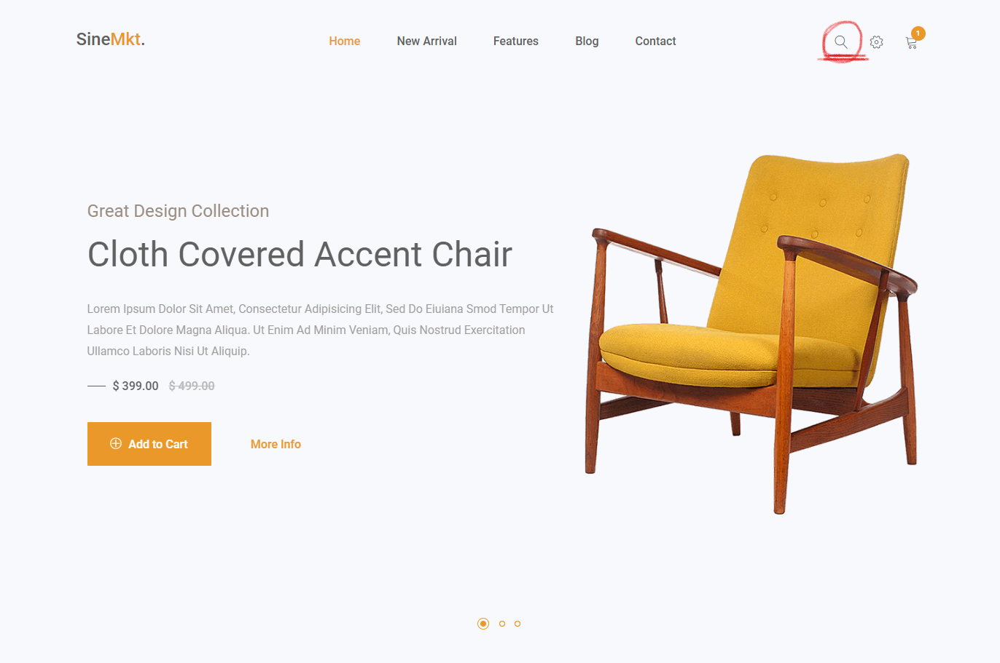 SineMkt.
Home New Arrival Features Blog Contact
1
Great Design Collection
Cloth Covered Accent Chair
Lorem Ipsum Dolor Sit Amet, Consectetur Adipisicing Elit, Sed Do Eiuiana Smod Tempor Ut
Labore Et Dolore Magna Aliqua. Ut Enim Ad Minim Veniam, Quis Nostrud Exercitation
Ullamco Laboris Nisi Ut Aliquip.
$ 399.00 $ 499.00
Add to Cart More Info